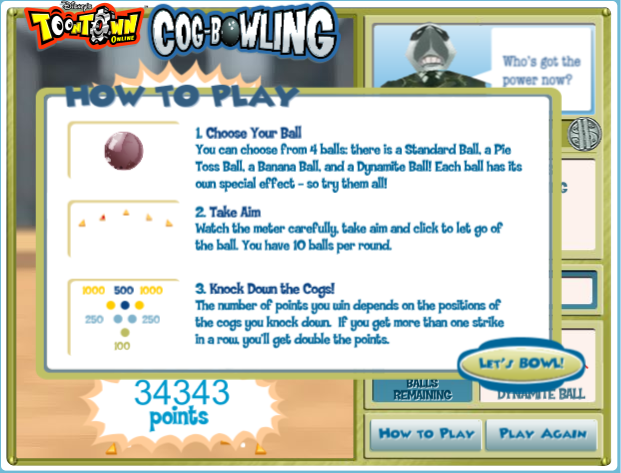 Disney's
TOONTOWN
ONLINE
COG-BOWLING
Who's got the
power now?
HOW TO PLAY
1. Choose Your Ball
You can choose from 4 balls: there is a Standard Ball, a Pie
Toss Ball, a Banana Ball, and a Dynamite Ball! Each ball has its
own special effect - so try them all!
2. Take Aim
Watch the meter carefully, take aim and click to let go of
the ball. You have 10 balls per round.
3. Knock Down the Cogs!
1000 500 1000
250 250
100
The number of points you win depends on the positions of
the cogs you knock down. If you get more than one strike
in a row, you'll get double the points.
LET'S BOWL!
34343
points
BALLS
REMAINING
DYNAMITE BALL
HOW TO PLAY
PLAY AGAIN